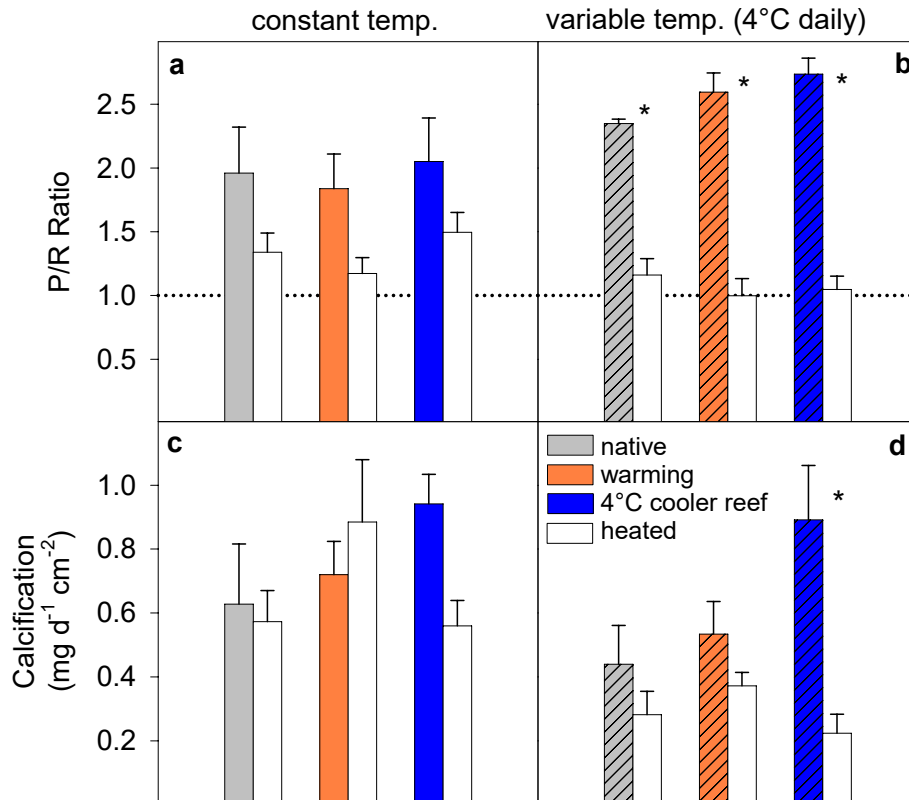 constant temp.
variable temp. (4°C daily)
a
b
P/R Ratio
2.5
2.0
1.5
1.0
0.5
*
*
*
c
d
Calcification
(mg d⁻¹ cm⁻²)
1.0
0.8
0.6
0.4
0.2
native
warming
4°C cooler reef
heated
*